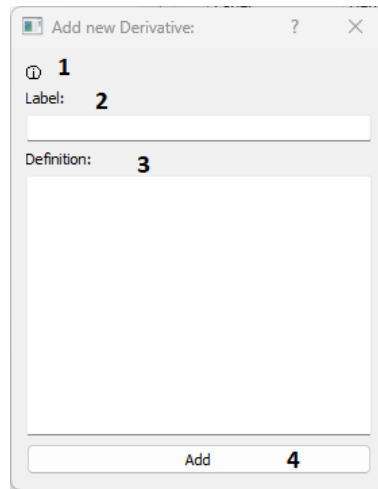 Add new Derivative: ?
ⓘ 1
Label: 2
Definition: 3
Add 4